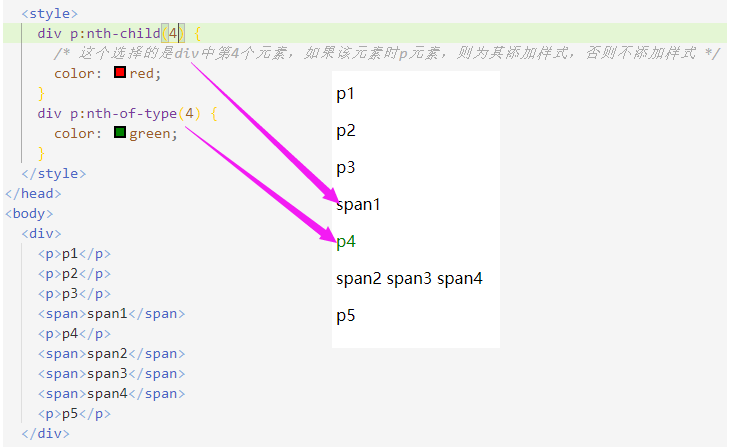 <style>
div p:nth-child(4) {
/* 这个选择的是div中第4个元素，如果该元素时p元素，则为其添加样式，否则不添加样式 */
color: red;
}
div p:nth-of-type(4) {
color: green;
}
</style>
</head>
<body>
<div>
<p>p1</p>
<p>p2</p>
<p>p3</p>
<span>span1</span>
<p>p4</p>
<span>span2</span>
<span>span3</span>
<span>span4</span>
<p>p5</p>
</div>
p1
p2
p3
span1
p4
span2 span3 span4
p5